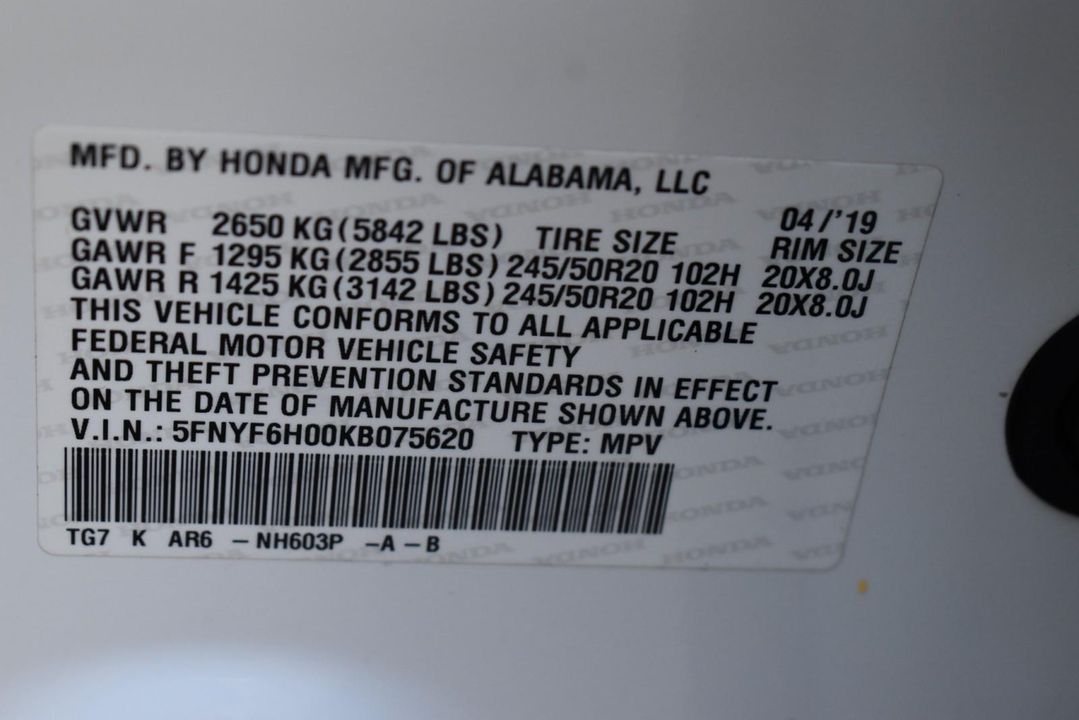 MFD. BY HONDA MFG. OF ALABAMA, LLC
04/'19
GVWR 2650 KG(5842 LBS) TIRE SIZE RIM SIZE
GAWR F 1295 KG(2855 LBS) 245/50R20 102H 20X8.0J
GAWR R 1425 KG(3142 LBS) 245/50R20 102H 20X8.0J
THIS VEHICLE CONFORMS TO ALL APPLICABLE
FEDERAL MOTOR VEHICLE SAFETY
AND THEFT PREVENTION STANDARDS IN EFFECT
ON THE DATE OF MANUFACTURE SHOWN ABOVE.
V.I.N.: 5FNYF6H00KB075620 TYPE: MPV
TG7 K AR6 -NH603P -A-B